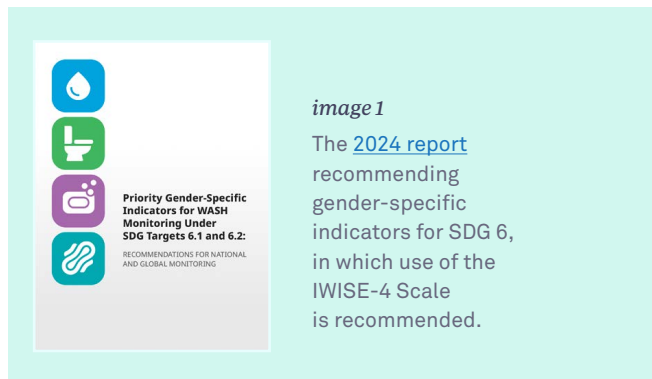 Priority Gender-Specific
Indicators for WASH
Monitoring Under
SDG Targets 6.1 and 6.2:
RECOMMENDATIONS FOR NATIONAL
AND GLOBAL MONITORING
image 1
The 2024 report
recommending
gender-specific
indicators for SDG 6,
in which use of the
IWISE-4 Scale
is recommended.